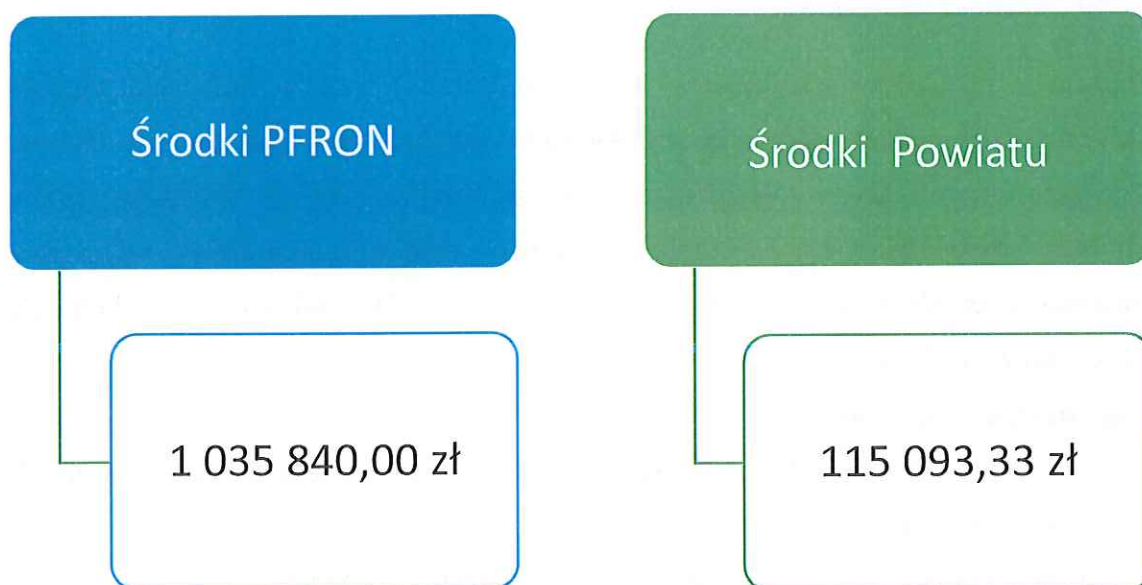 Środki PFRON
Środki Powiatu
1 035 840,00 zł
115 093,33 zł